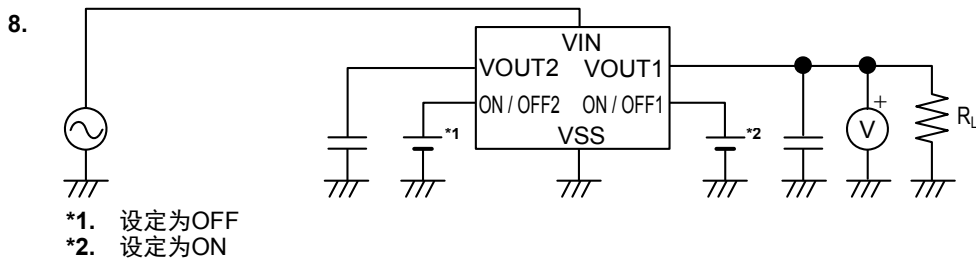 8.
VIN
VOUT2 VOUT1
ON / OFF2 ON / OFF1
*1 *2
VSS
+
V
RL
*1. 设定为OFF
*2. 设定为ON